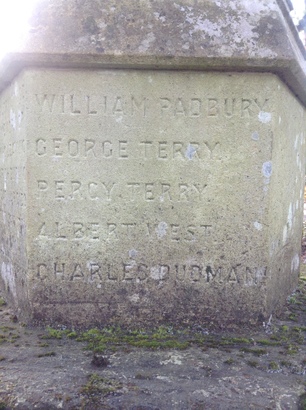 WILLIAM PADBURY.
GEORGE TERRY.
PERCY TERRY.
ALBERT WEST.
CHARLES DUDMAN.